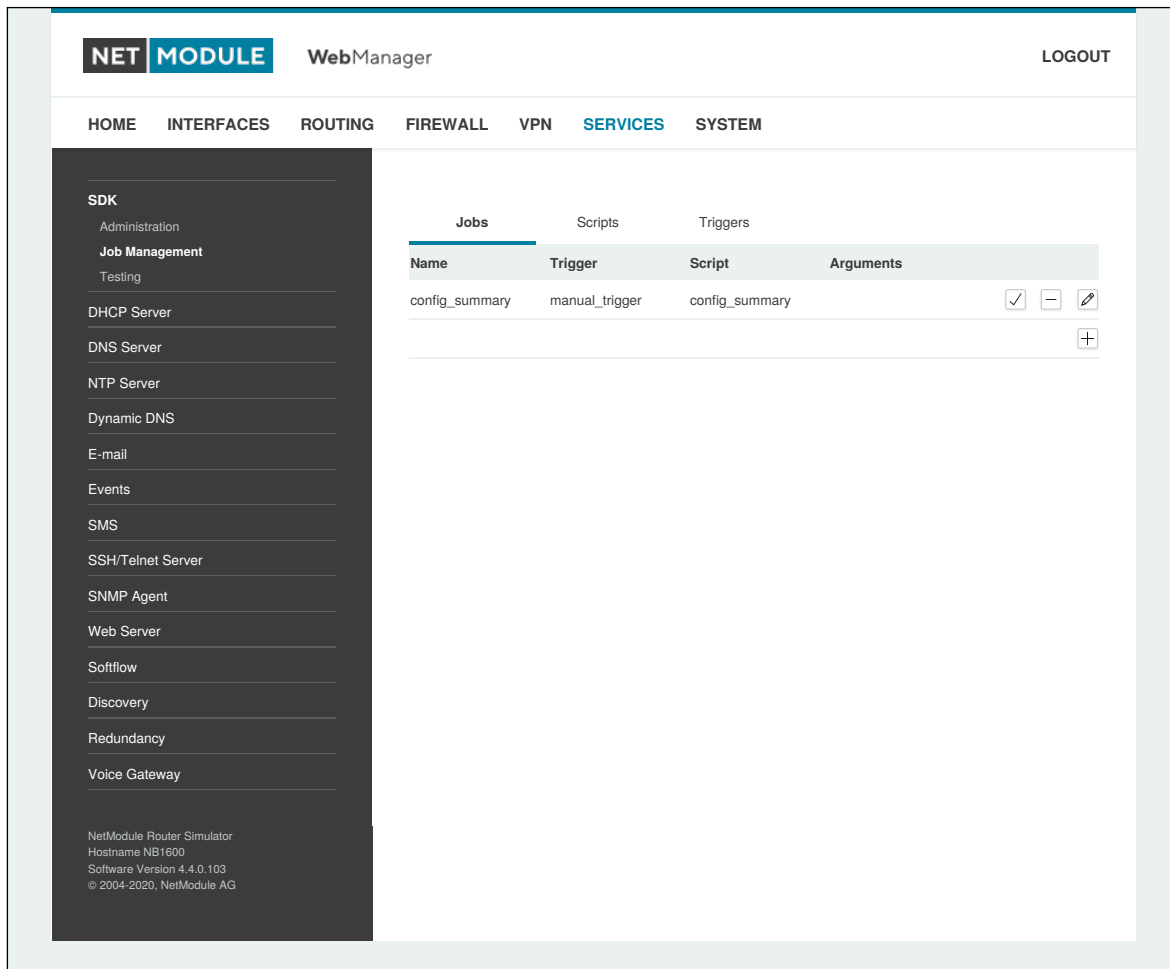 NET MODULE WebManager LOGOUT
HOME INTERFACES ROUTING FIREWALL VPN SERVICES SYSTEM
SDK
Administration
Job Management
Testing
DHCP Server
DNS Server
NTP Server
Dynamic DNS
E-mail
Events
SMS
SSH/Telnet Server
SNMP Agent
Web Server
Softflow
Discovery
Redundancy
Voice Gateway
NetModule Router Simulator
Hostname NB1600
Software Version 4.4.0.103
© 2004-2020, NetModule AG
Jobs Scripts Triggers
Name Trigger Script Arguments
config_summary manual_trigger config_summary